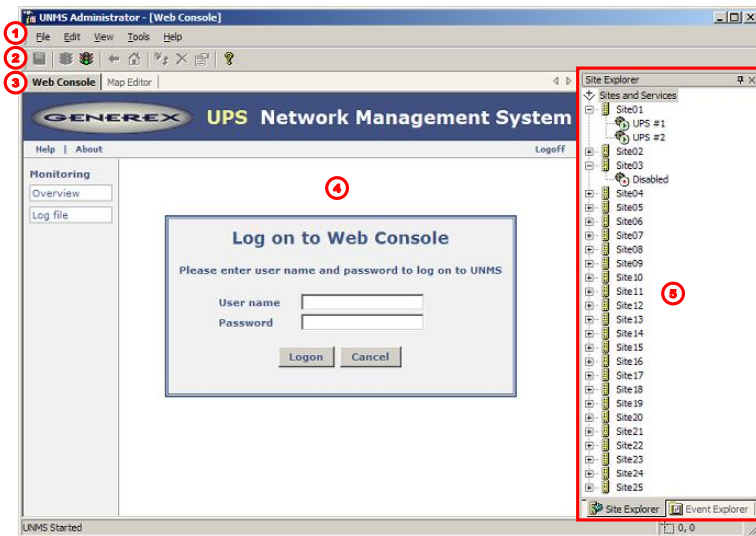 UNMS Administrator - [Web Console]
1 File Edit View Tools Help
2
3 Web Console Map Editor
GENEREX UPS Network Management System
Help | About Logoff
Monitoring
Overview
Log file
4
Log on to Web Console
Please enter user name and password to log on to UNMS
User name
Password
Logon Cancel
Site Explorer
Sites and Services
Site01
UPS #1
UPS #2
Site02
Site03
Disabled
Site04
Site05
Site06
Site07
Site08
Site09
Site10
Site11
5
Site12
Site13
Site14
Site15
Site16
Site17
Site18
Site19
Site20
Site21
Site22
Site23
Site24
Site25
Site Explorer Event Explorer
UNMS Started 0, 0